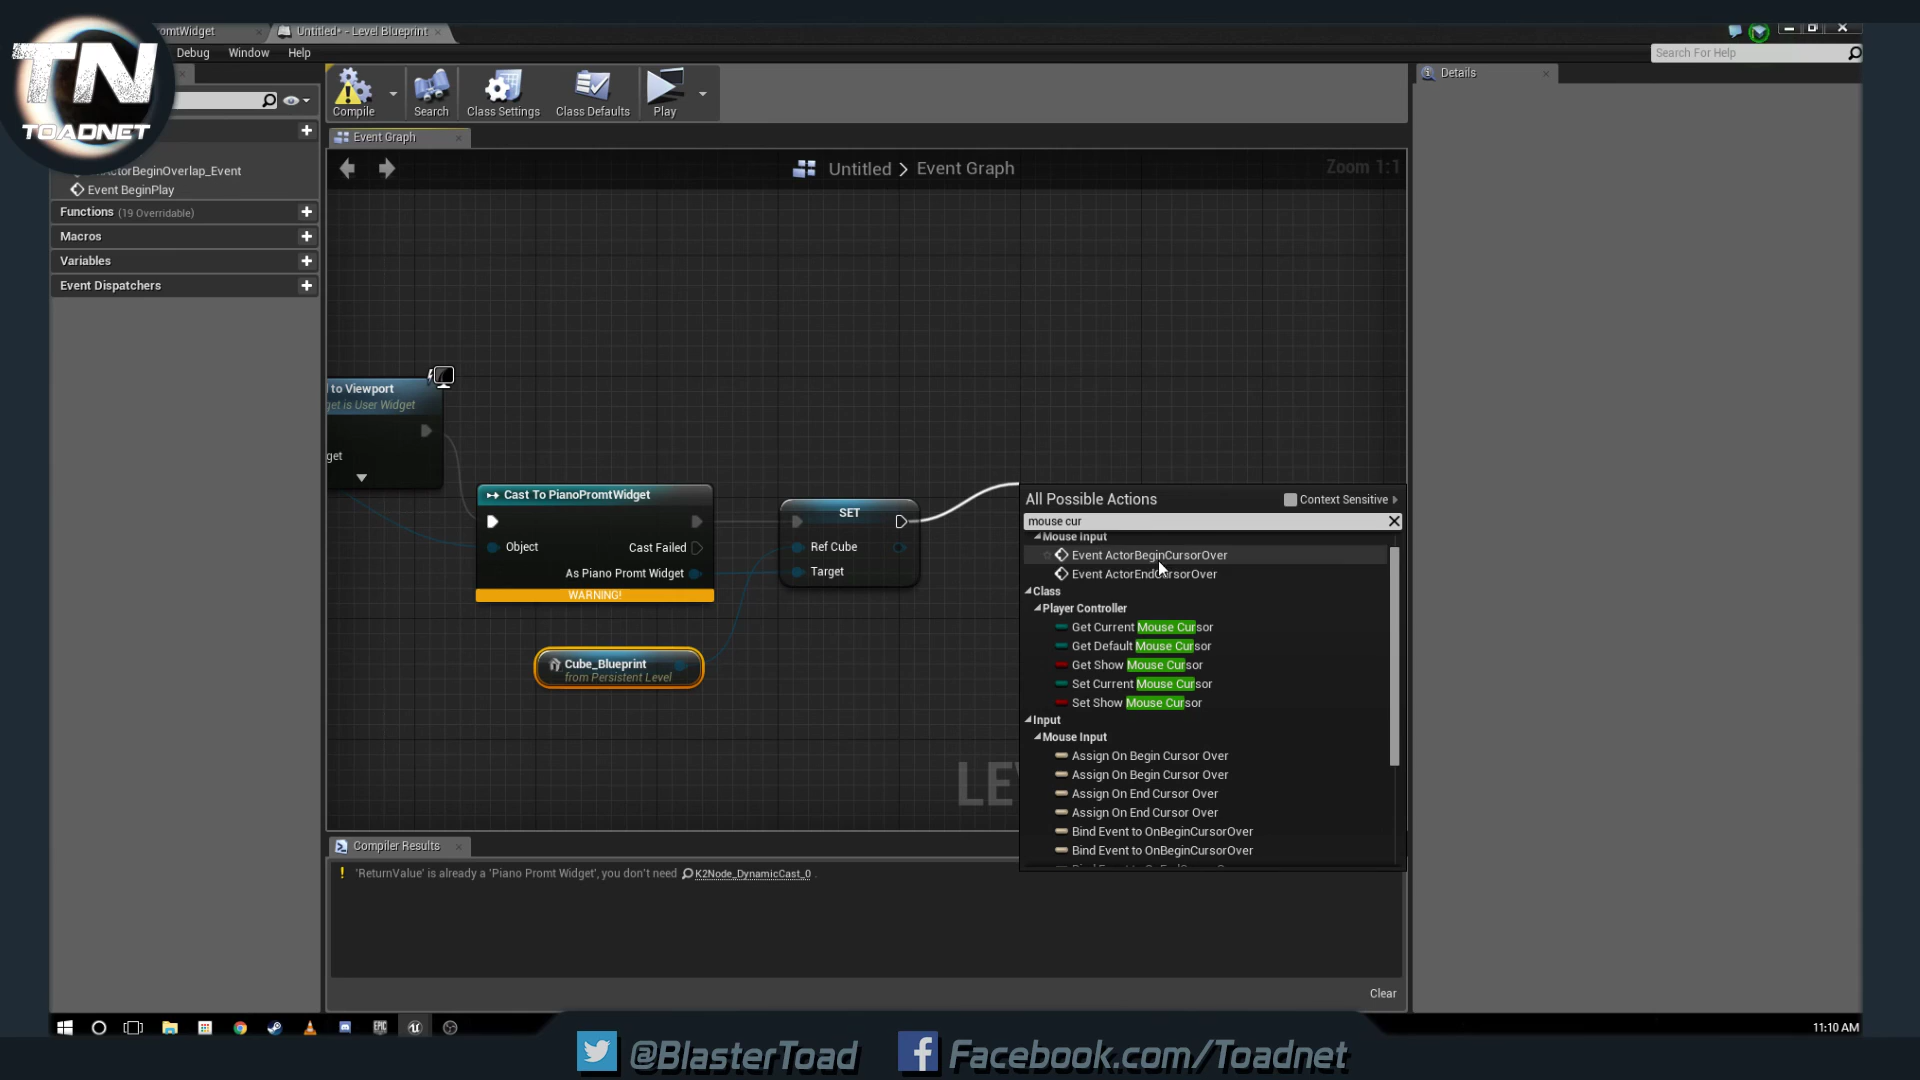 omtWidget
Untitled* - Level Blueprint
Debug
Window
Help
Search For Help
TN
TOADNET
Compile
Search
Class Settings
Class Defaults
Play
Details
Event Graph
Untitled > Event Graph
Zoom 1:1
ActorBeginOverlap_Event
Event BeginPlay
Functions (19 Overridable)
Macros
Variables
Event Dispatchers
to Viewport
get is User Widget
get
Cast To PianoPromtWidget
Object
Cast Failed
As Piano Promt Widget
WARNING!
SET
Ref Cube
Target
Cube_Blueprint
from Persistent Level
All Possible Actions
Context Sensitive
mouse cur
Mouse Input
Event ActorBeginCursorOver
Event ActorEndCursorOver
Class
Player Controller
Get Current Mouse Cursor
Get Default Mouse Cursor
Get Show Mouse Cursor
Set Current Mouse Cursor
Set Show Mouse Cursor
Input
Mouse Input
Assign On Begin Cursor Over
Assign On Begin Cursor Over
Assign On End Cursor Over
Assign On End Cursor Over
Bind Event to OnBeginCursorOver
Bind Event to OnBeginCursorOver
LE
Compiler Results
! 'ReturnValue' is already a 'Piano Promt Widget', you don't need K2Node_DynamicCast_0 .
Clear
EPIC
11:10 AM
@BlasterToad
Facebook.com/Toadnet